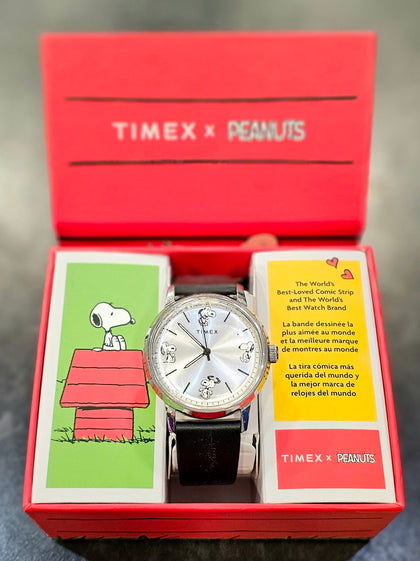 TIMEX x PEANUTS
The World's
Best-Loved Comic Strip
and The World's
Best Watch Brand
La bande dessinée la
plus aimée au monde
et la meilleure marque
de montres au monde
La tira cómica más
querida del mundo y
la mejor marca de
relojes del mundo
TIMEX
TIMEX x PEANUTS